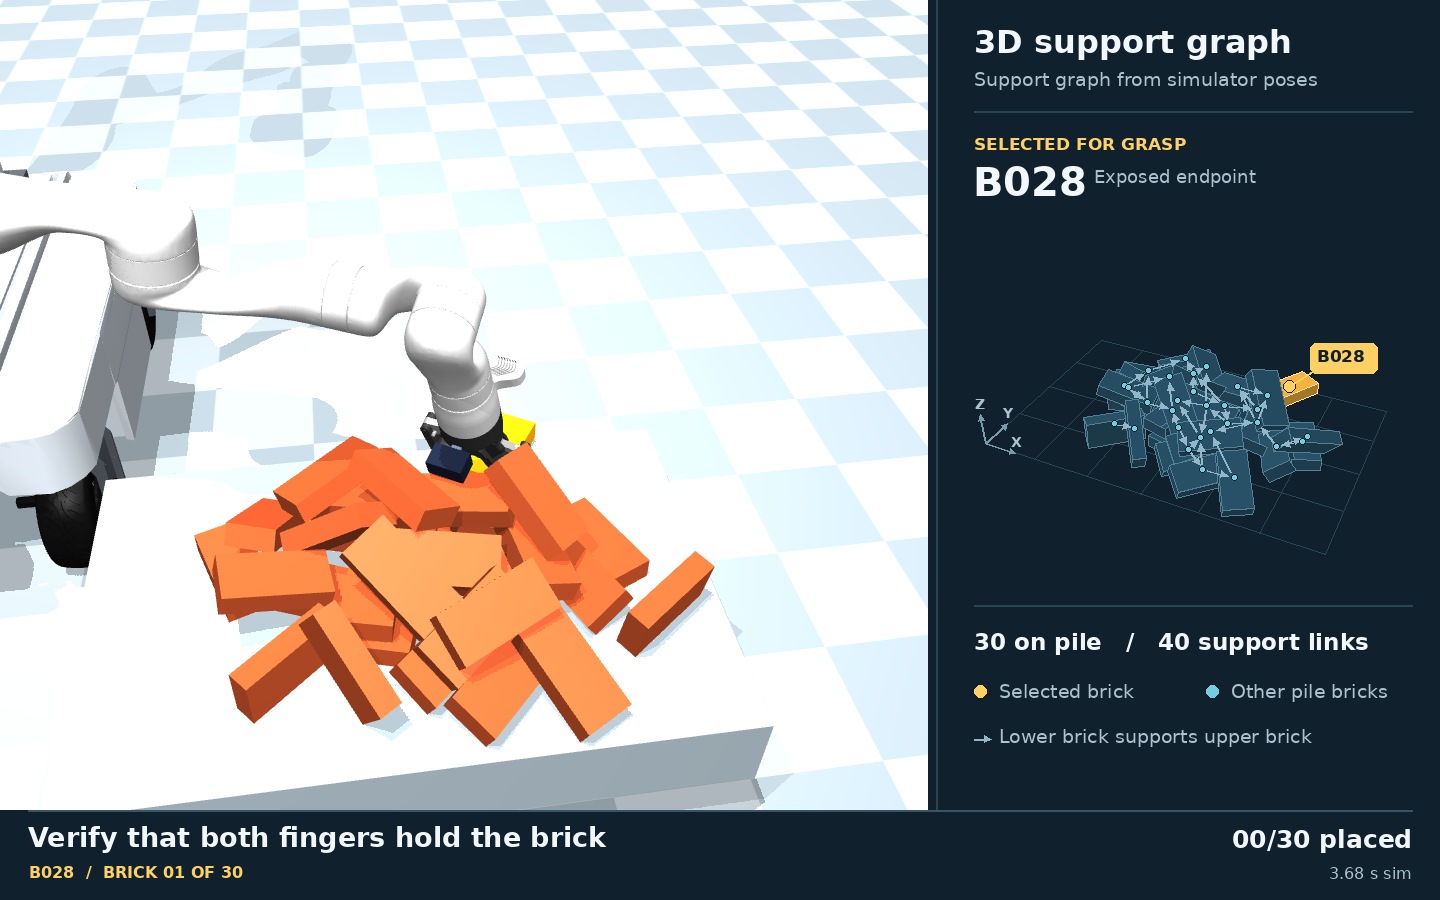 3D support graph
Support graph from simulator poses
SELECTED FOR GRASP
B028 Exposed endpoint
B028
Z
Y
X
30 on pile / 40 support links
Selected brick
Other pile bricks
Lower brick supports upper brick
Verify that both fingers hold the brick
00/30 placed
B028 / BRICK 01 OF 30
3.68 s sim